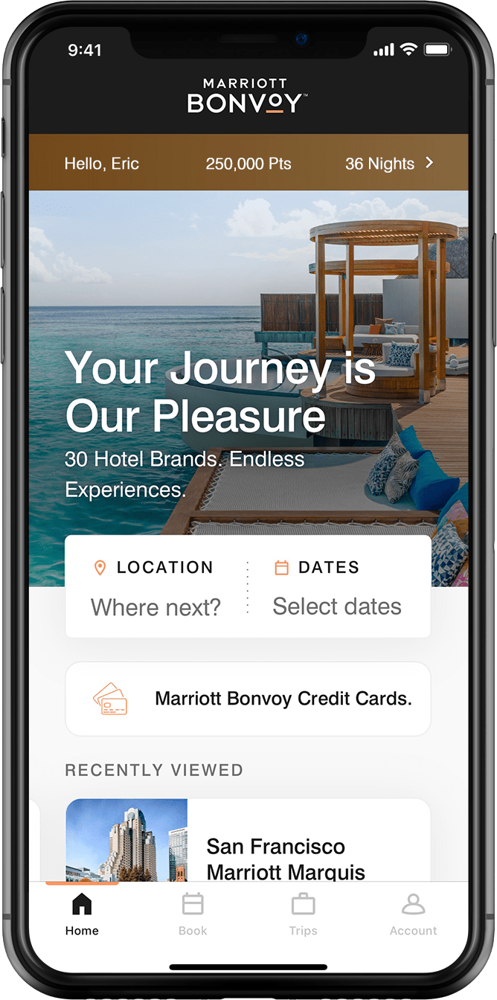 9:41
MARRIOTT
BONVOY™
Hello, Eric 250,000 Pts 36 Nights
Your Journey is
Our Pleasure
30 Hotel Brands. Endless
Experiences.
LOCATION DATES
Where next? Select dates
Marriott Bonvoy Credit Cards.
RECENTLY VIEWED
San Francisco
Marriott Marquis
Home Book Trips Account